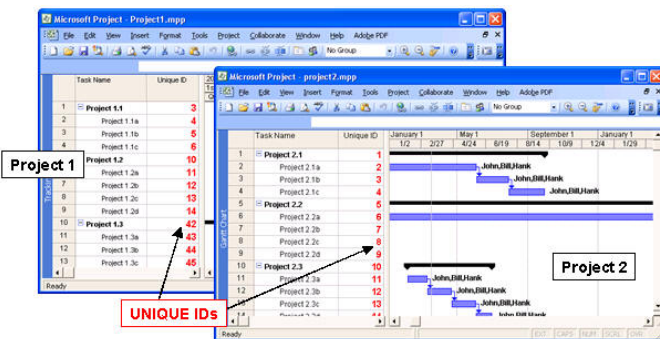 Microsoft Project - Project1.mpp
File Edit View Insert Format Tools Project Collaborate Window Help Adobe PDF
No Group
Task Name Unique ID
1 Project 1.1 3
2 Project 1.1a 4
3 Project 1.1b 5
4 Project 1.1c 6
Project 1.2 10
6 Project 1.2a 11
7 Project 1.2b 12
8 Project 1.2c 13
9 Project 1.2d 14
10 Project 1.3 42
11 Project 1.3a 43
12 Project 1.3b 44
13 Project 1.3c 45
Ready
Project 1
Microsoft Project - project2.mpp
File Edit View Insert Format Tools Project Collaborate Window Help Adobe PDF
No Group
Task Name Unique ID January 1 May 1 September 1 January 1
1/2 2/27 4/24 6/19 8/14 10/9 12/4 1/29
Gantt Chart
1 Project 2.1 1
2 Project 2.1a 2 John,Bill,Hank
3 Project 2.1b 3 John,Bill,Hank
4 Project 2.1c 4 John,Bill,Hank
5 Project 2.2 5
6 Project 2.2a 6
7 Project 2.2b 7
8 Project 2.2c 8
9 Project 2.2d 9
10 Project 2.3 10
11 Project 2.3a 11 John,Bill,Hank
12 Project 2.3b 12 John,Bill,Hank
13 Project 2.3c 13 John,Bill,Hank
John,Bill,Hank
Ready
EXT CAPS NUM SCRL OVR
Project 2
UNIQUE IDs